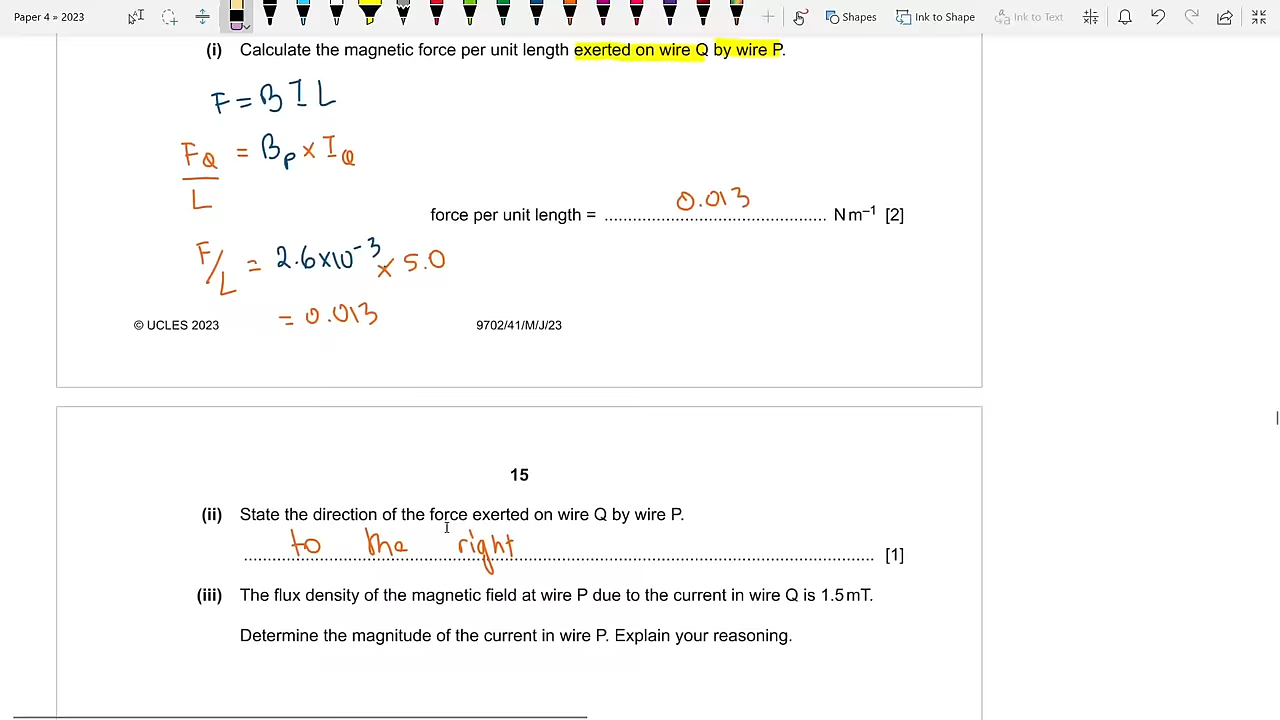 Paper 4 » 2023
Shapes
Ink to Shape
Ink to Text
(i) Calculate the magnetic force per unit length exerted on wire Q by wire P.
F = B I L
F_Q / L = B_P × I_Q
force per unit length = 0.013 N m⁻¹ [2]
F/L = 2.6×10⁻³ × 5.0
= 0.013
© UCLES 2023 9702/41/M/J/23
15
(ii) State the direction of the force exerted on wire Q by wire P.
to the right [1]
(iii) The flux density of the magnetic field at wire P due to the current in wire Q is 1.5 mT.
Determine the magnitude of the current in wire P. Explain your reasoning.